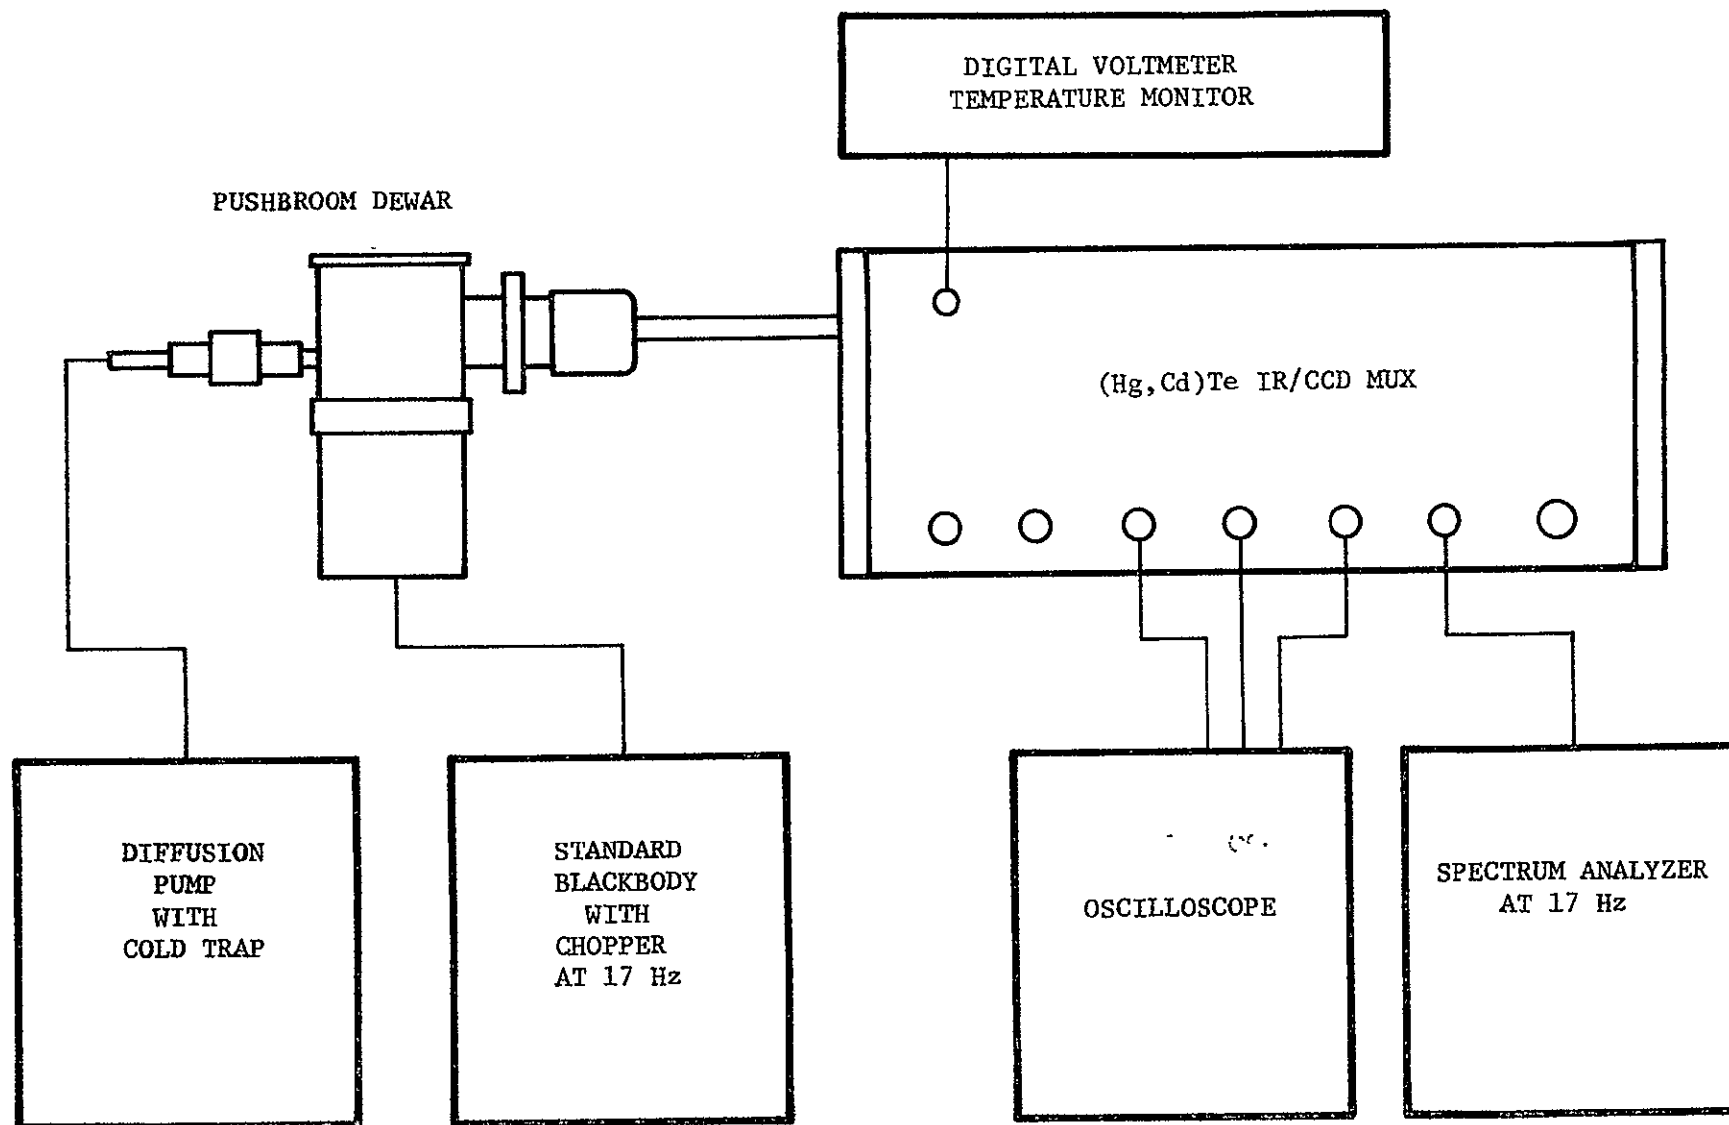 DIGITAL VOLTMETER
TEMPERATURE MONITOR
PUSHBROOM DEWAR
(Hg,Cd)Te IR/CCD MUX
DIFFUSION
PUMP
WITH
COLD TRAP
STANDARD
BLACKBODY
WITH
CHOPPER
AT 17 Hz
OSCILLOSCOPE
SPECTRUM ANALYZER
AT 17 Hz